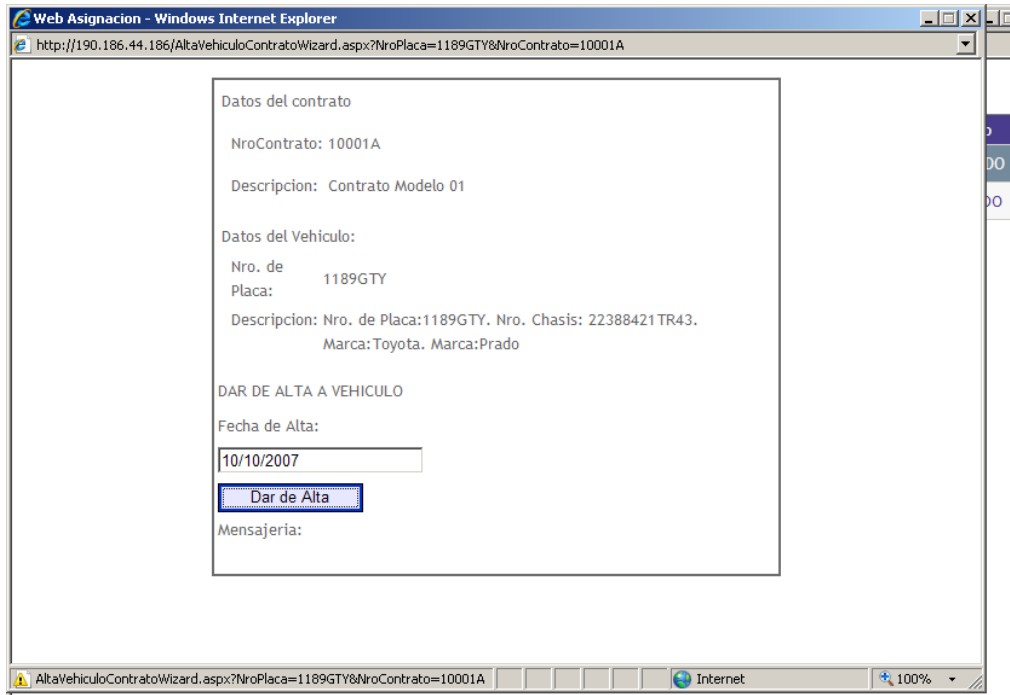 Web Asignacion - Windows Internet Explorer
http://190.186.44.186/AltaVehiculoContratoWizard.aspx?NroPlaca=1189GTY&NroContrato=10001A
Datos del contrato
NroContrato: 10001A
Descripcion: Contrato Modelo 01
Datos del Vehiculo:
Nro. de
Placa:
1189GTY
Descripcion: Nro. de Placa:1189GTY. Nro. Chasis: 22388421TR43.
Marca:Toyota. Marca:Prado
DAR DE ALTA A VEHICULO
Fecha de Alta:
10/10/2007
Dar de Alta
Mensajeria:
DO
DO
AltaVehiculoContratoWizard.aspx?NroPlaca=1189GTY&NroContrato=10001A
Internet
100%